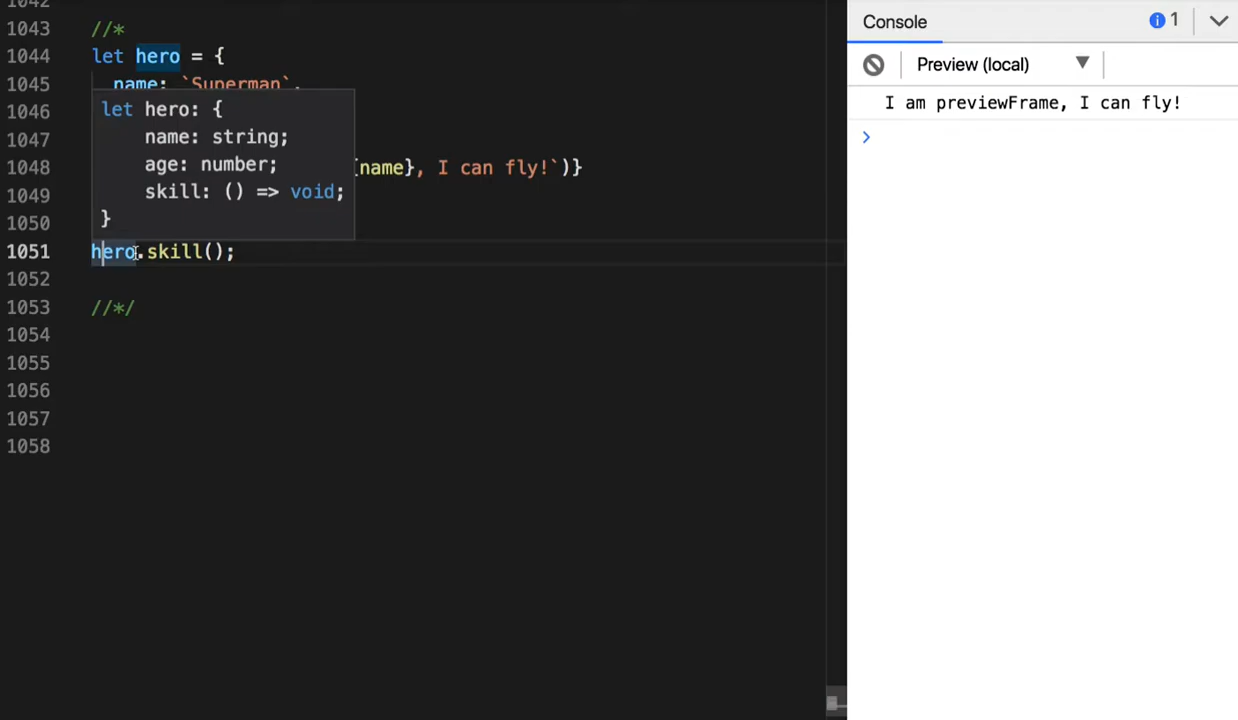 1042
1043 //*
1044 let hero = {
1045 name: `Superman`,
1046 let hero: {
1047 name: string;
age: number;
1048 {name}, I can fly!`)}
1049 skill: () => void;
1050 }
1051 hero.skill();
1052
1053 //*/
1054
1055
1056
1057
1058
Console
1
Preview (local)
I am previewFrame, I can fly!
>